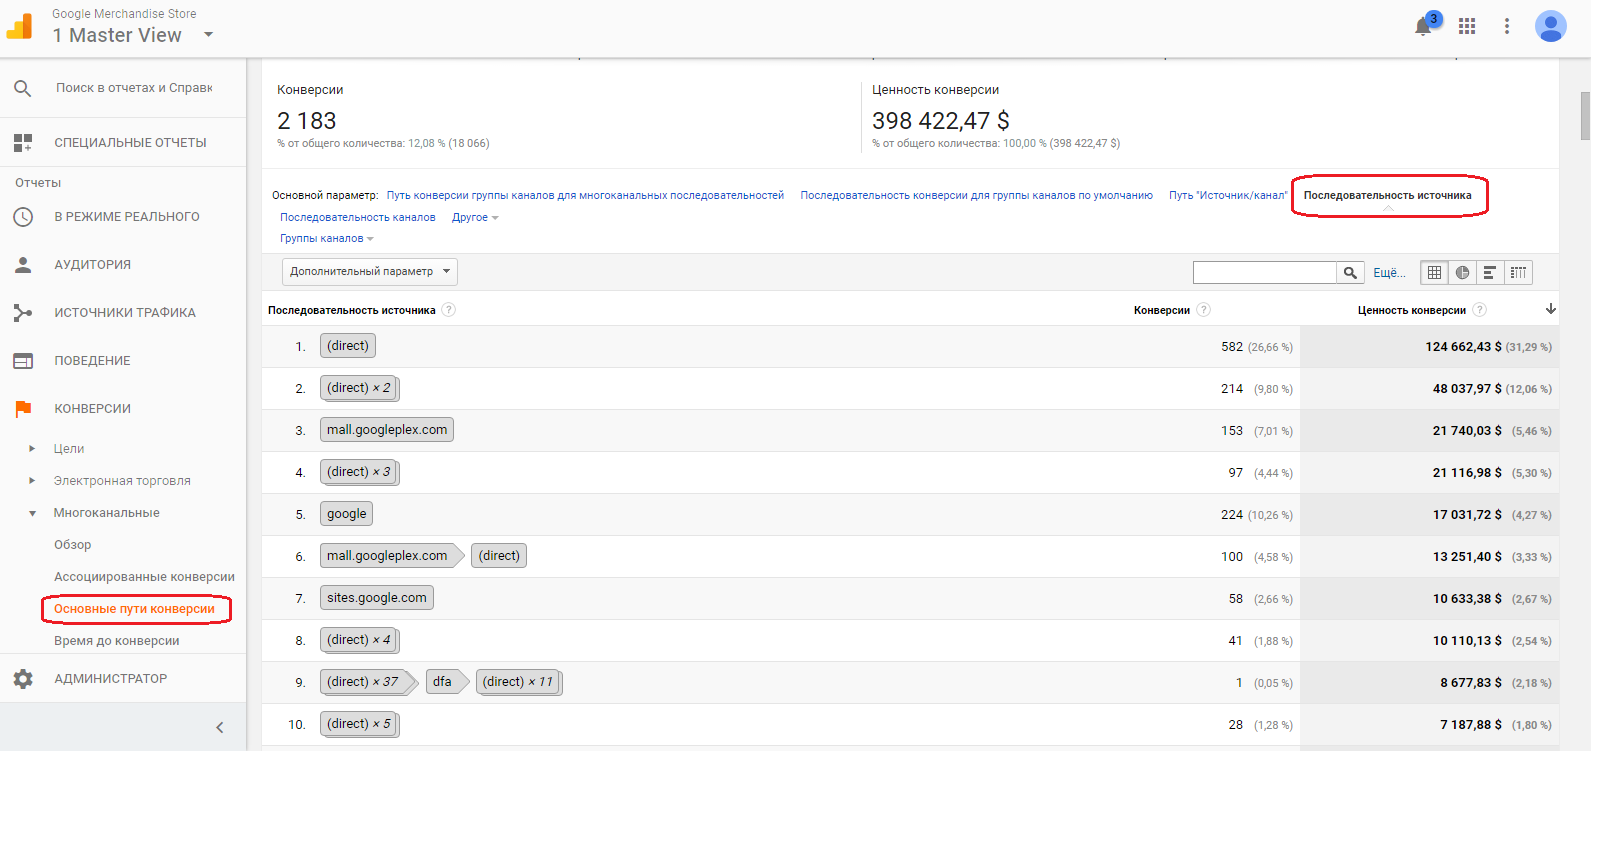 Google Merchandise Store
1 Master View
3
Поиск в отчетах и Справк
СПЕЦИАЛЬНЫЕ ОТЧЕТЫ
Отчеты
В РЕЖИМЕ РЕАЛЬНОГО
АУДИТОРИЯ
ИСТОЧНИКИ ТРАФИКА
ПОВЕДЕНИЕ
КОНВЕРСИИ
Цели
Электронная торговля
Многоканальные
Обзор
Ассоциированные конверсии
Основные пути конверсии
Время до конверсии
АДМИНИСТРАТОР
Конверсии
2 183
% от общего количества: 12,08 % (18 066)
Ценность конверсии
398 422,47 $
% от общего количества: 100,00 % (398 422,47 $)
Основной параметр: Путь конверсии группы каналов для многоканальных последовательностей Последовательность конверсии для группы каналов по умолчанию Путь "Источник/канал" Последовательность источника
Последовательность каналов Другое
Группы каналов
Дополнительный параметр Ещё...
Последовательность источника ? Конверсии ? Ценность конверсии ?
1. (direct) 582 (26,66 %) 124 662,43 $ (31,29 %)
2. (direct) × 2 214 (9,80 %) 48 037,97 $ (12,06 %)
3. mall.googleplex.com 153 (7,01 %) 21 740,03 $ (5,46 %)
4. (direct) × 3 97 (4,44 %) 21 116,98 $ (5,30 %)
5. google 224 (10,26 %) 17 031,72 $ (4,27 %)
6. mall.googleplex.com (direct) 100 (4,58 %) 13 251,40 $ (3,33 %)
7. sites.google.com 58 (2,66 %) 10 633,38 $ (2,67 %)
8. (direct) × 4 41 (1,88 %) 10 110,13 $ (2,54 %)
9. (direct) × 37 dfa (direct) × 11 1 (0,05 %) 8 677,83 $ (2,18 %)
10. (direct) × 5 28 (1,28 %) 7 187,88 $ (1,80 %)